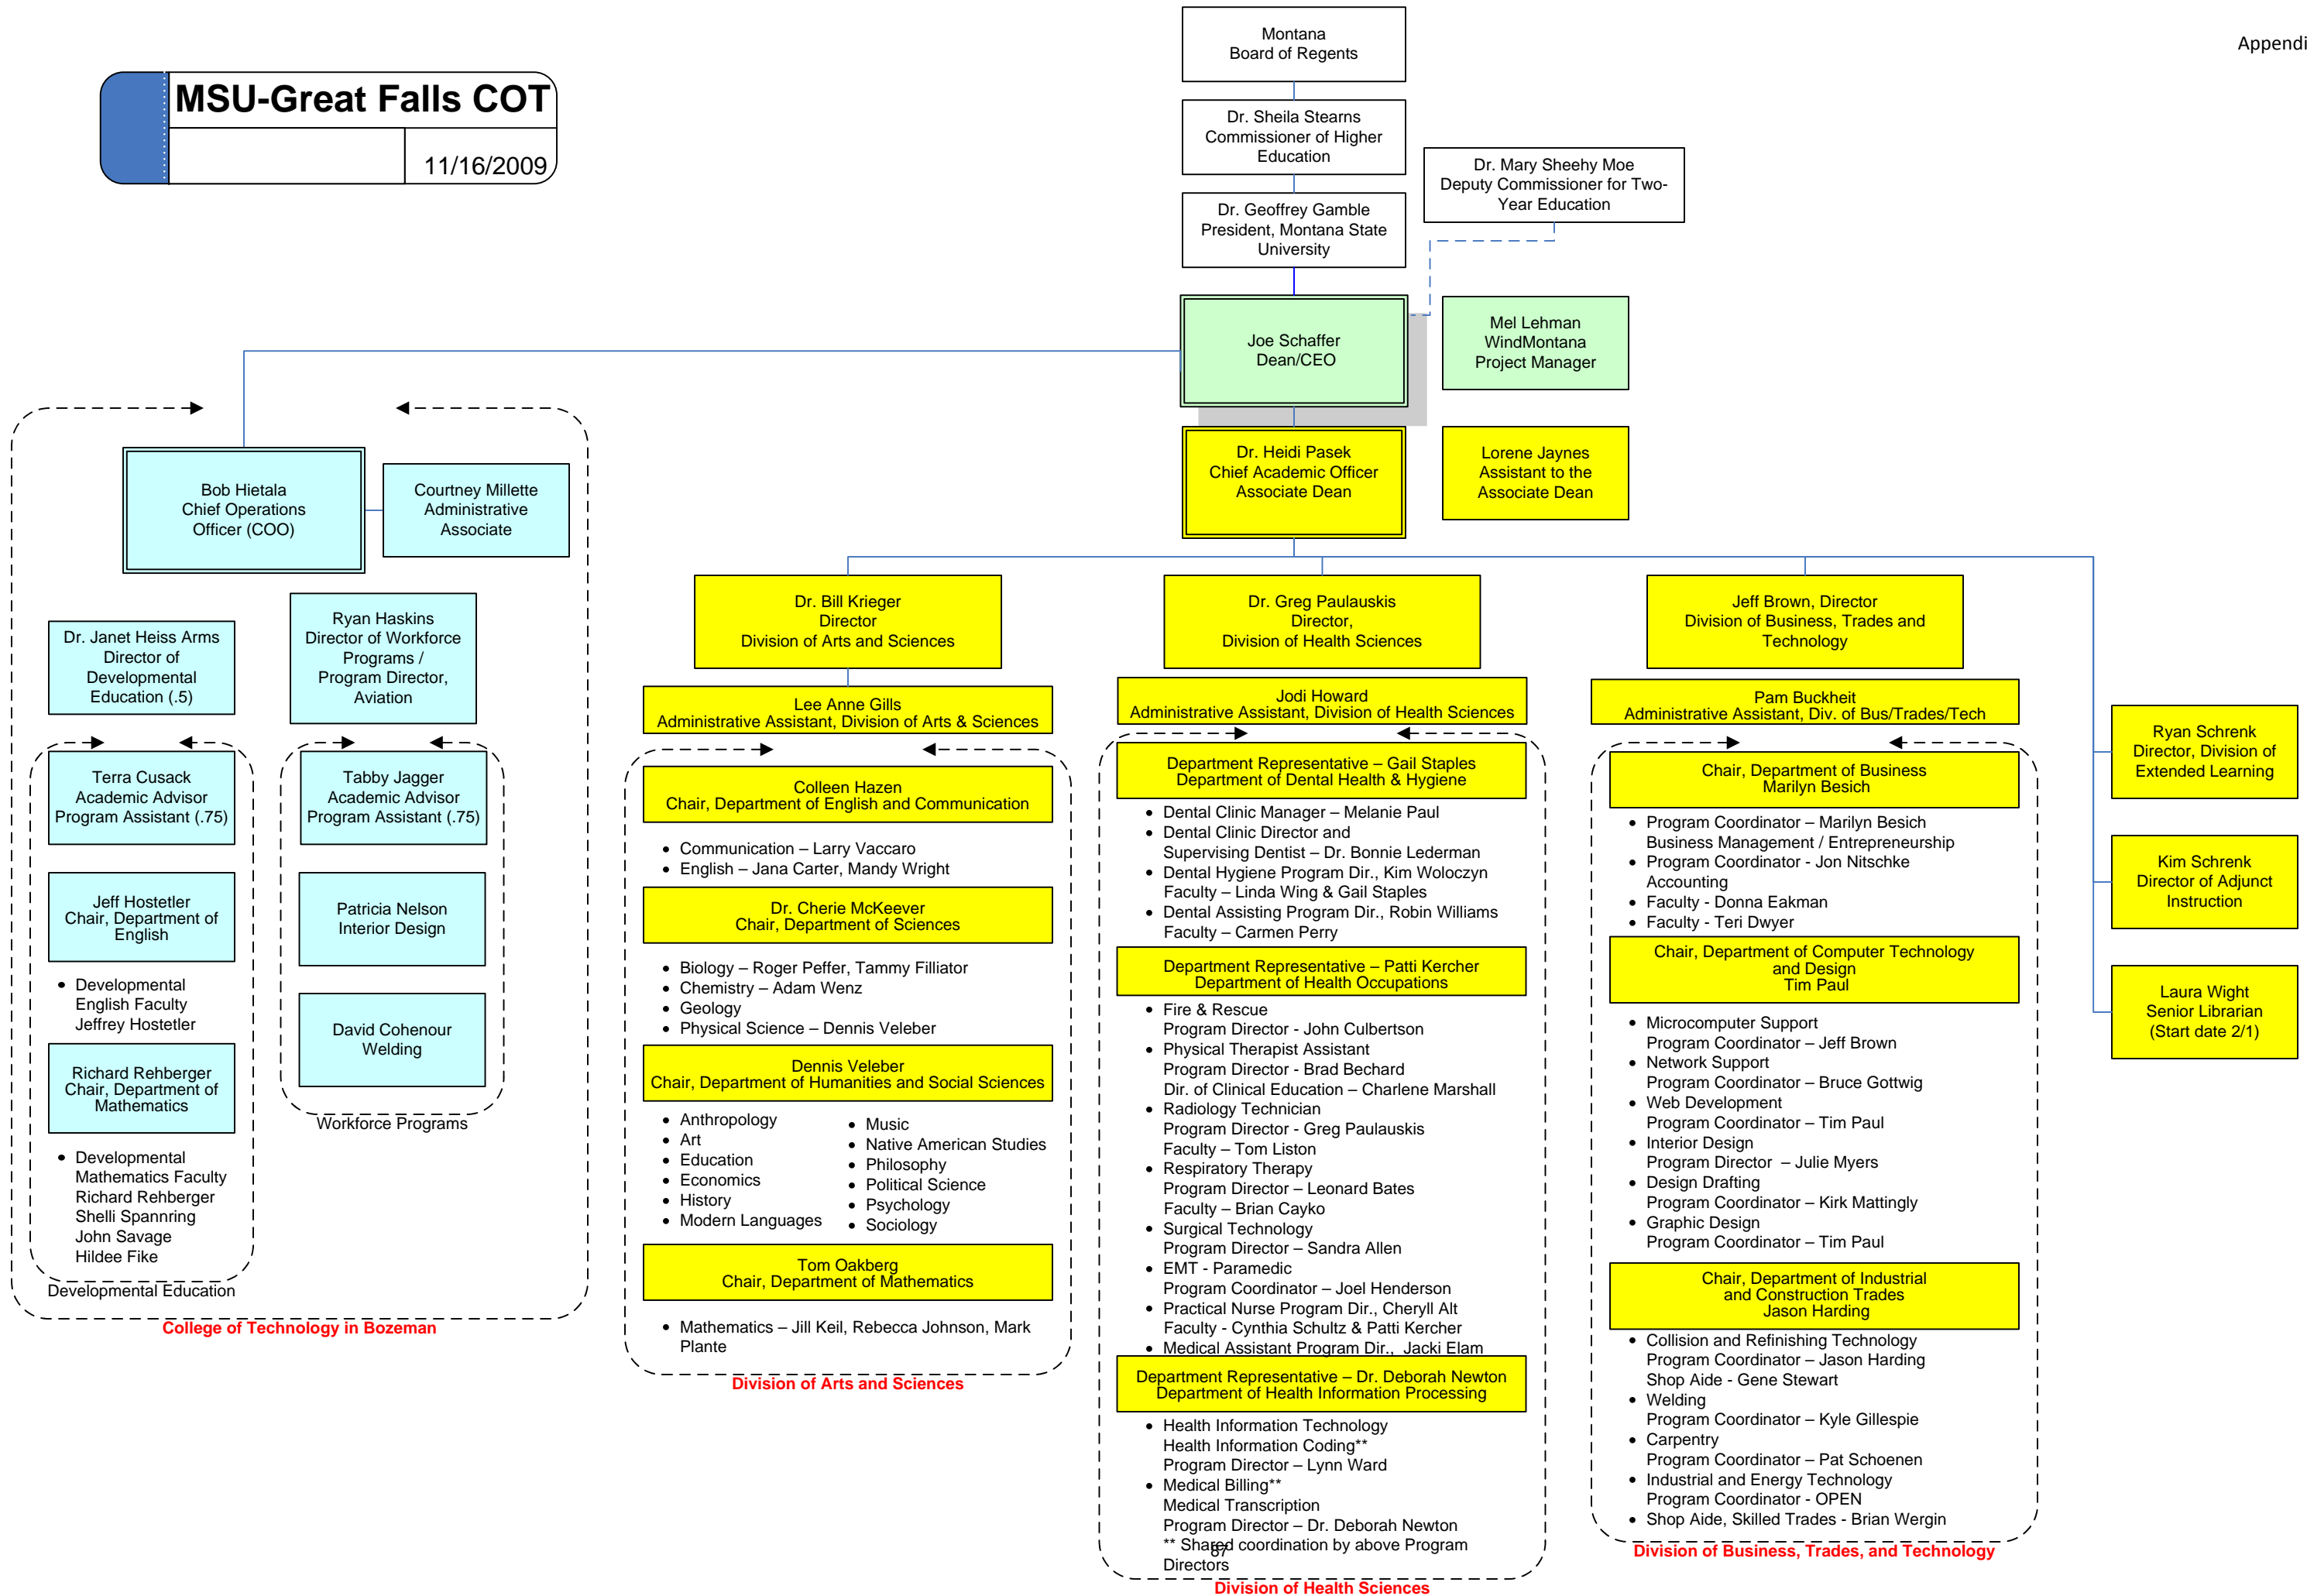 Appendi
MSU-Great Falls COT
11/16/2009
Montana
Board of Regents
Dr. Sheila Stearns
Commissioner of Higher
Education
Dr. Mary Sheehy Moe
Deputy Commissioner for Two-
Year Education
Dr. Geoffrey Gamble
President, Montana State
University
Joe Schaffer
Dean/CEO
Mel Lehman
WindMontana
Project Manager
Dr. Heidi Pasek
Chief Academic Officer
Associate Dean
Lorene Jaynes
Assistant to the
Associate Dean
Bob Hietala
Chief Operations
Officer (COO)
Courtney Millette
Administrative
Associate
Dr. Janet Heiss Arms
Director of
Developmental
Education (.5)
Ryan Haskins
Director of Workforce
Programs /
Program Director,
Aviation
Terra Cusack
Academic Advisor
Program Assistant (.75)
Jeff Hostetler
Chair, Department of
English
• Developmental
English Faculty
Jeffrey Hostetler
Richard Rehberger
Chair, Department of
Mathematics
• Developmental
Mathematics Faculty
Richard Rehberger
Shelli Spannring
John Savage
Hildee Fike
Developmental Education
Tabby Jagger
Academic Advisor
Program Assistant (.75)
Patricia Nelson
Interior Design
David Cohenour
Welding
Workforce Programs
College of Technology in Bozeman
Dr. Bill Krieger
Director
Division of Arts and Sciences
Lee Anne Gills
Administrative Assistant, Division of Arts & Sciences
Colleen Hazen
Chair, Department of English and Communication
• Communication – Larry Vaccaro
• English – Jana Carter, Mandy Wright
Dr. Cherie McKeever
Chair, Department of Sciences
• Biology – Roger Peffer, Tammy Filliator
• Chemistry – Adam Wenz
• Geology
• Physical Science – Dennis Veleber
Dennis Veleber
Chair, Department of Humanities and Social Sciences
• Anthropology
• Art
• Education
• Economics
• History
• Modern Languages
• Music
• Native American Studies
• Philosophy
• Political Science
• Psychology
• Sociology
Tom Oakberg
Chair, Department of Mathematics
• Mathematics – Jill Keil, Rebecca Johnson, Mark
Plante
Division of Arts and Sciences
Dr. Greg Paulauskis
Director,
Division of Health Sciences
Jodi Howard
Administrative Assistant, Division of Health Sciences
Department Representative – Gail Staples
Department of Dental Health & Hygiene
• Dental Clinic Manager – Melanie Paul
• Dental Clinic Director and
Supervising Dentist – Dr. Bonnie Lederman
• Dental Hygiene Program Dir., Kim Woloczyn
Faculty – Linda Wing & Gail Staples
• Dental Assisting Program Dir., Robin Williams
Faculty – Carmen Perry
Department Representative – Patti Kercher
Department of Health Occupations
• Fire & Rescue
Program Director - John Culbertson
• Physical Therapist Assistant
Program Director - Brad Bechard
Dir. of Clinical Education – Charlene Marshall
• Radiology Technician
Program Director - Greg Paulauskis
Faculty – Tom Liston
• Respiratory Therapy
Program Director – Leonard Bates
Faculty – Brian Cayko
• Surgical Technology
Program Director – Sandra Allen
• EMT - Paramedic
Program Coordinator – Joel Henderson
• Practical Nurse Program Dir., Cheryll Alt
Faculty - Cynthia Schultz & Patti Kercher
• Medical Assistant Program Dir., Jacki Elam
Department Representative – Dr. Deborah Newton
Department of Health Information Processing
• Health Information Technology
Health Information Coding**
Program Director – Lynn Ward
• Medical Billing**
Medical Transcription
Program Director – Dr. Deborah Newton
** Shared coordination by above Program
Directors
87
Division of Health Sciences
Jeff Brown, Director
Division of Business, Trades and
Technology
Pam Buckheit
Administrative Assistant, Div. of Bus/Trades/Tech
Chair, Department of Business
Marilyn Besich
• Program Coordinator – Marilyn Besich
Business Management / Entrepreneurship
• Program Coordinator - Jon Nitschke
Accounting
• Faculty - Donna Eakman
• Faculty - Teri Dwyer
Chair, Department of Computer Technology
and Design
Tim Paul
• Microcomputer Support
Program Coordinator – Jeff Brown
• Network Support
Program Coordinator – Bruce Gottwig
• Web Development
Program Coordinator – Tim Paul
• Interior Design
Program Director – Julie Myers
• Design Drafting
Program Coordinator – Kirk Mattingly
• Graphic Design
Program Coordinator – Tim Paul
Chair, Department of Industrial
and Construction Trades
Jason Harding
• Collision and Refinishing Technology
Program Coordinator – Jason Harding
Shop Aide - Gene Stewart
• Welding
Program Coordinator – Kyle Gillespie
• Carpentry
Program Coordinator – Pat Schoenen
• Industrial and Energy Technology
Program Coordinator - OPEN
• Shop Aide, Skilled Trades - Brian Wergin
Division of Business, Trades, and Technology
Ryan Schrenk
Director, Division of
Extended Learning
Kim Schrenk
Director of Adjunct
Instruction
Laura Wight
Senior Librarian
(Start date 2/1)